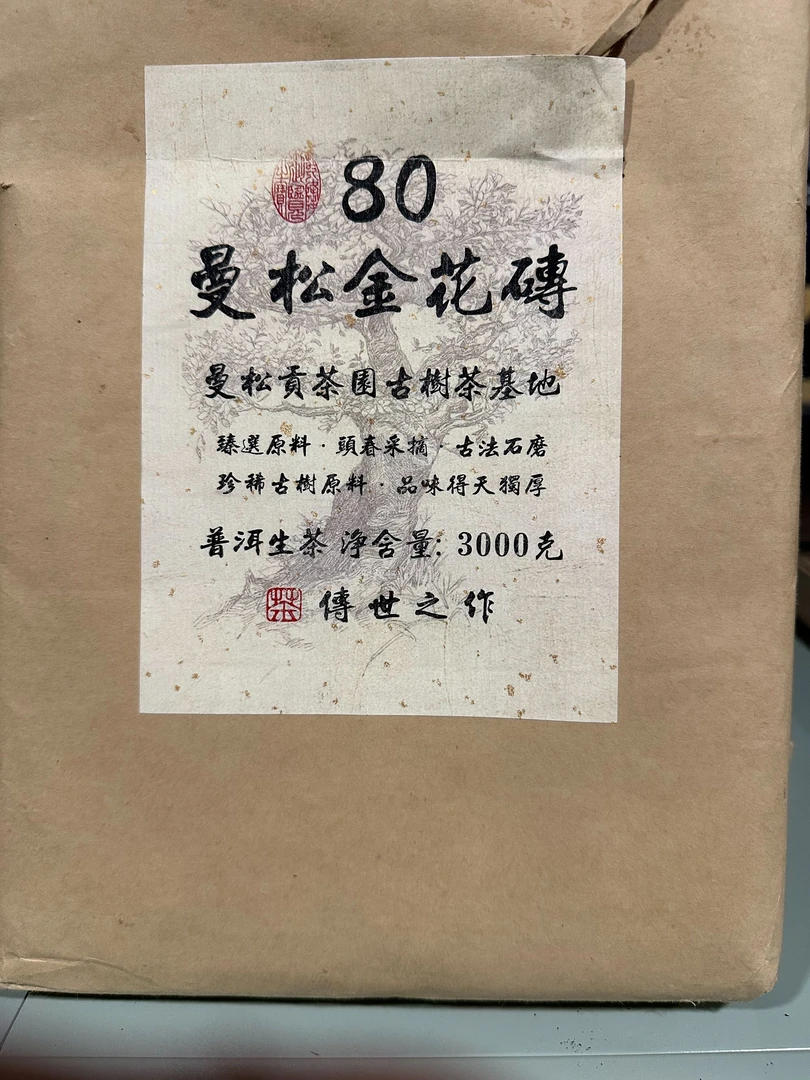 80
曼松金花磚
曼松貢茶園古樹茶基地
臻選原料·頭春采摘·古法石磨
珍稀古樹原料·品味得天獨厚
普洱生茶 净含量: 3000克
茶 傳世之作